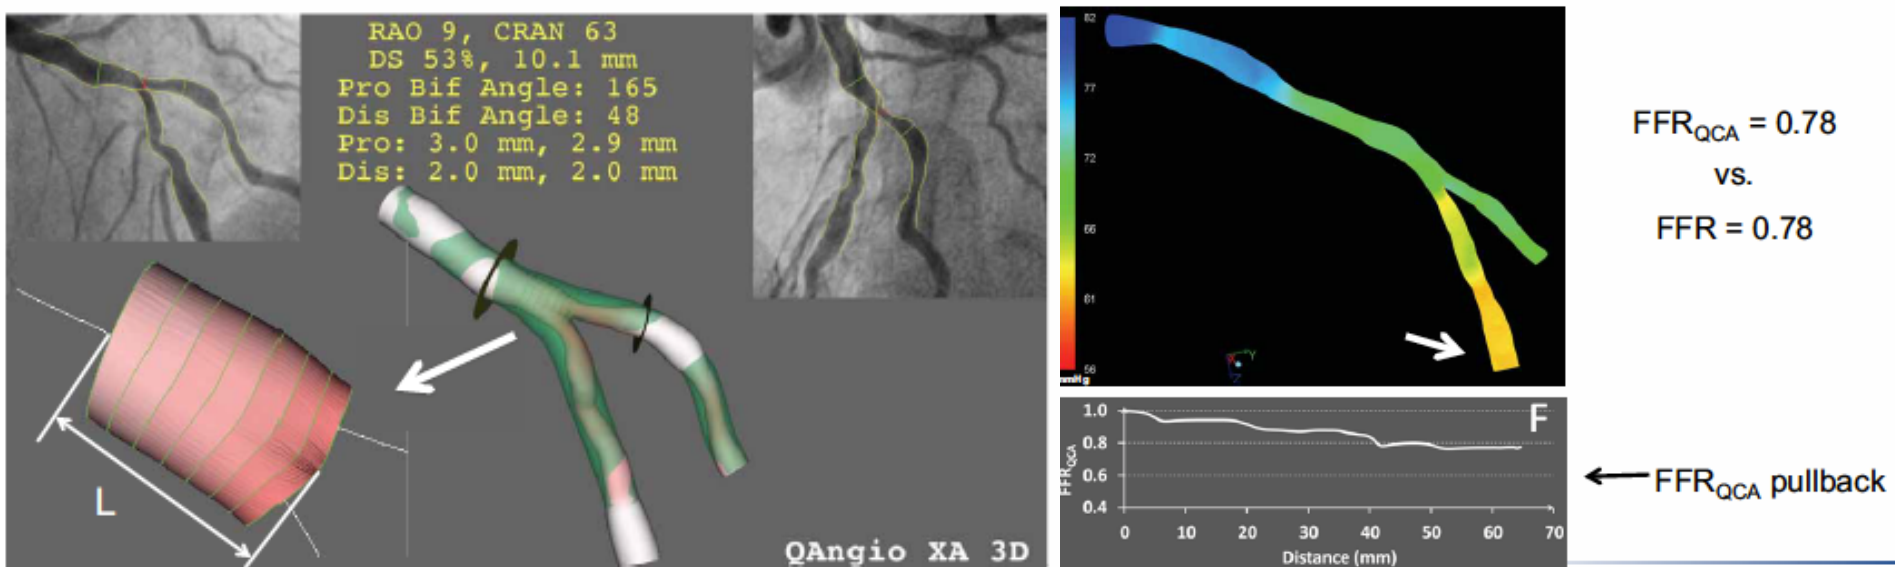 RAO 9, CRAN 63
DS 53%, 10.1 mm
Pro Bif Angle: 165
Dis Bif Angle: 48
Pro: 3.0 mm, 2.9 mm
Dis: 2.0 mm, 2.0 mm
L
QAngio XA 3D
82
77
72
66
61
56
mmHg
X
Y
Z
FFRQCA = 0.78
vs.
FFR = 0.78
F
FFRQCA
1.0
0.8
0.6
0.4
0 10 20 30 40 50 60 70
Distance (mm)
FFRQCA pullback